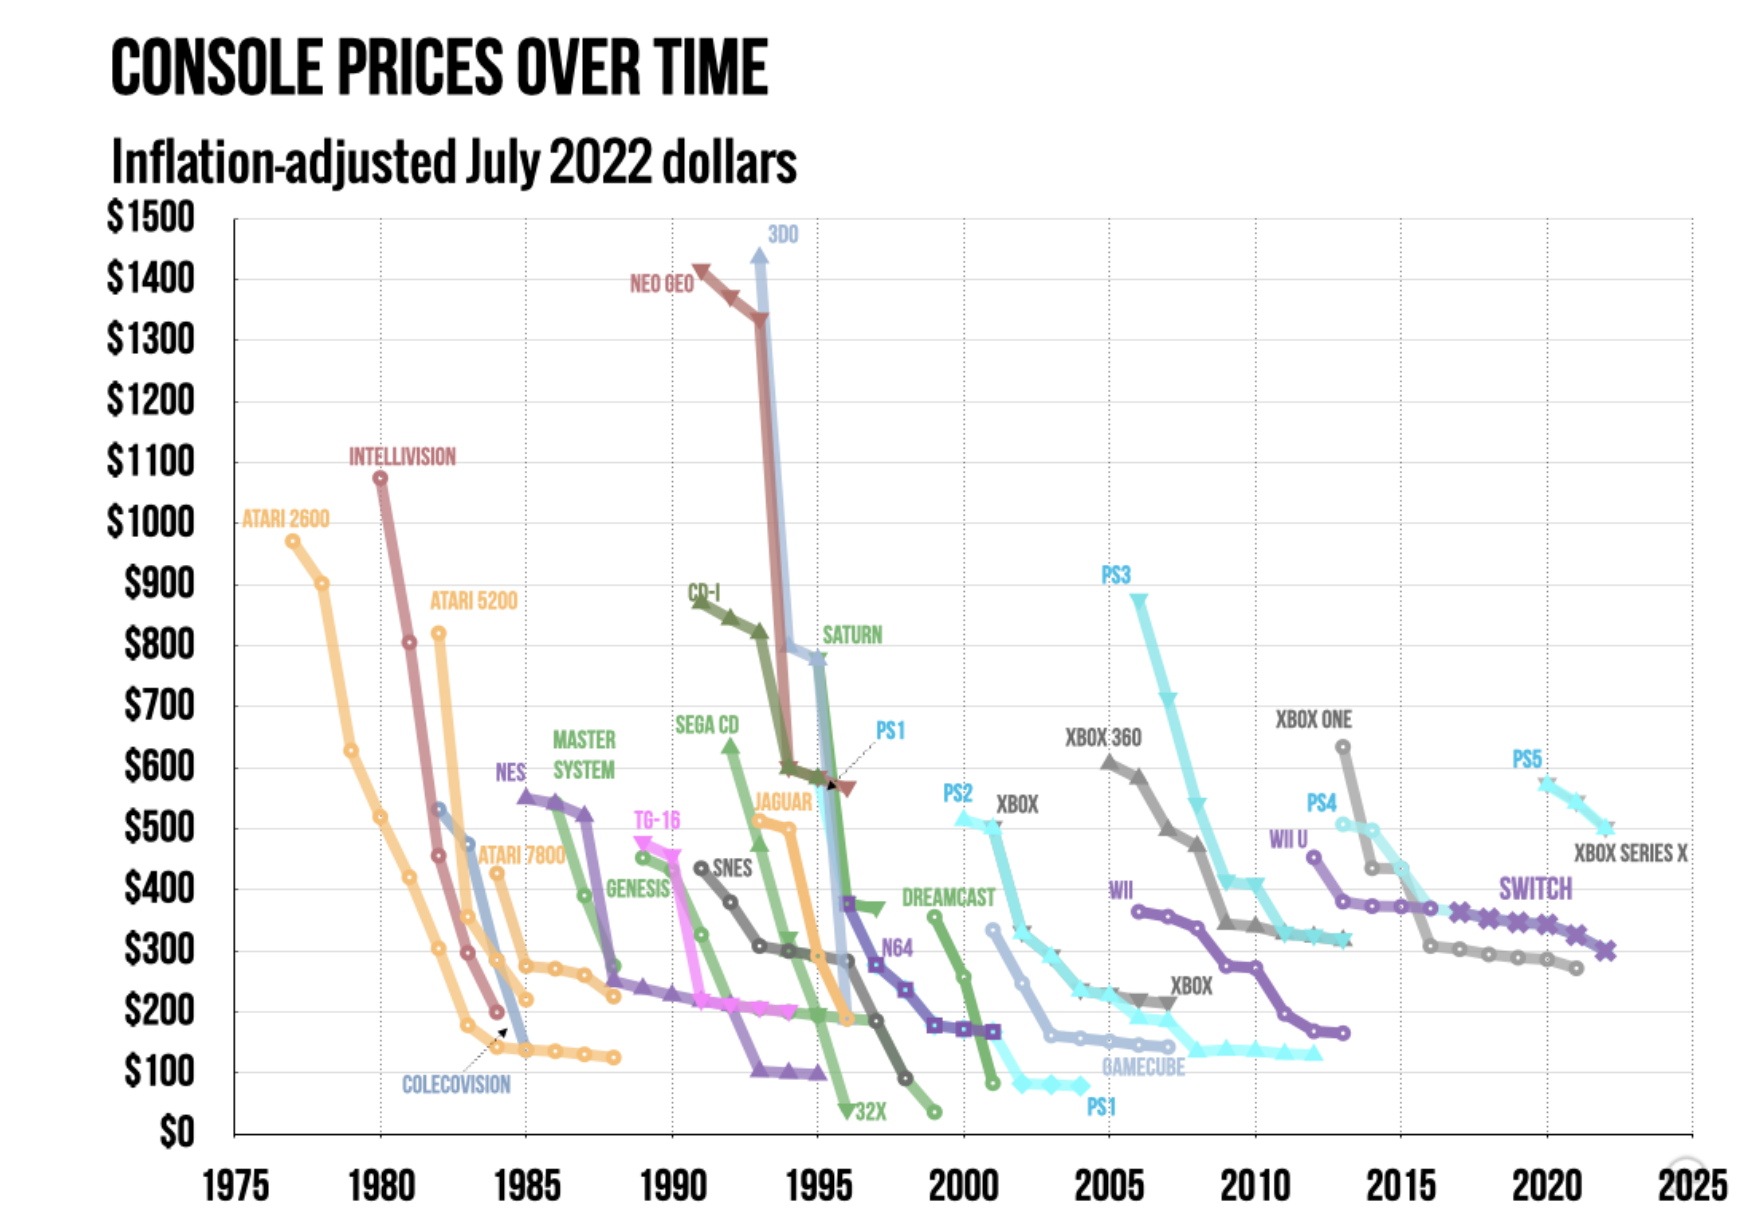 CONSOLE PRICES OVER TIME
Inflation-adjusted July 2022 dollars
$1500
$1400
$1300
$1200
$1100
$1000
$900
$800
$700
$600
$500
$400
$300
$200
$100
$0
3DO
NEO GEO
INTELLIVISION
ATARI 2600
ATARI 5200
CD-I
PS3
SATURN
SEGA CD
PS1
MASTER
SYSTEM
NES
XBOX 360
XBOX ONE
PS5
JAGUAR
PS2
XBOX
PS4
TG-16
WII U
ATARI 7800
SNES
XBOX SERIES X
GENESIS
DREAMCAST
WII
SWITCH
N64
XBOX
COLECOVISION
GAMECUBE
32X
PS1
1975
1980
1985
1990
1995
2000
2005
2010
2015
2020
2025